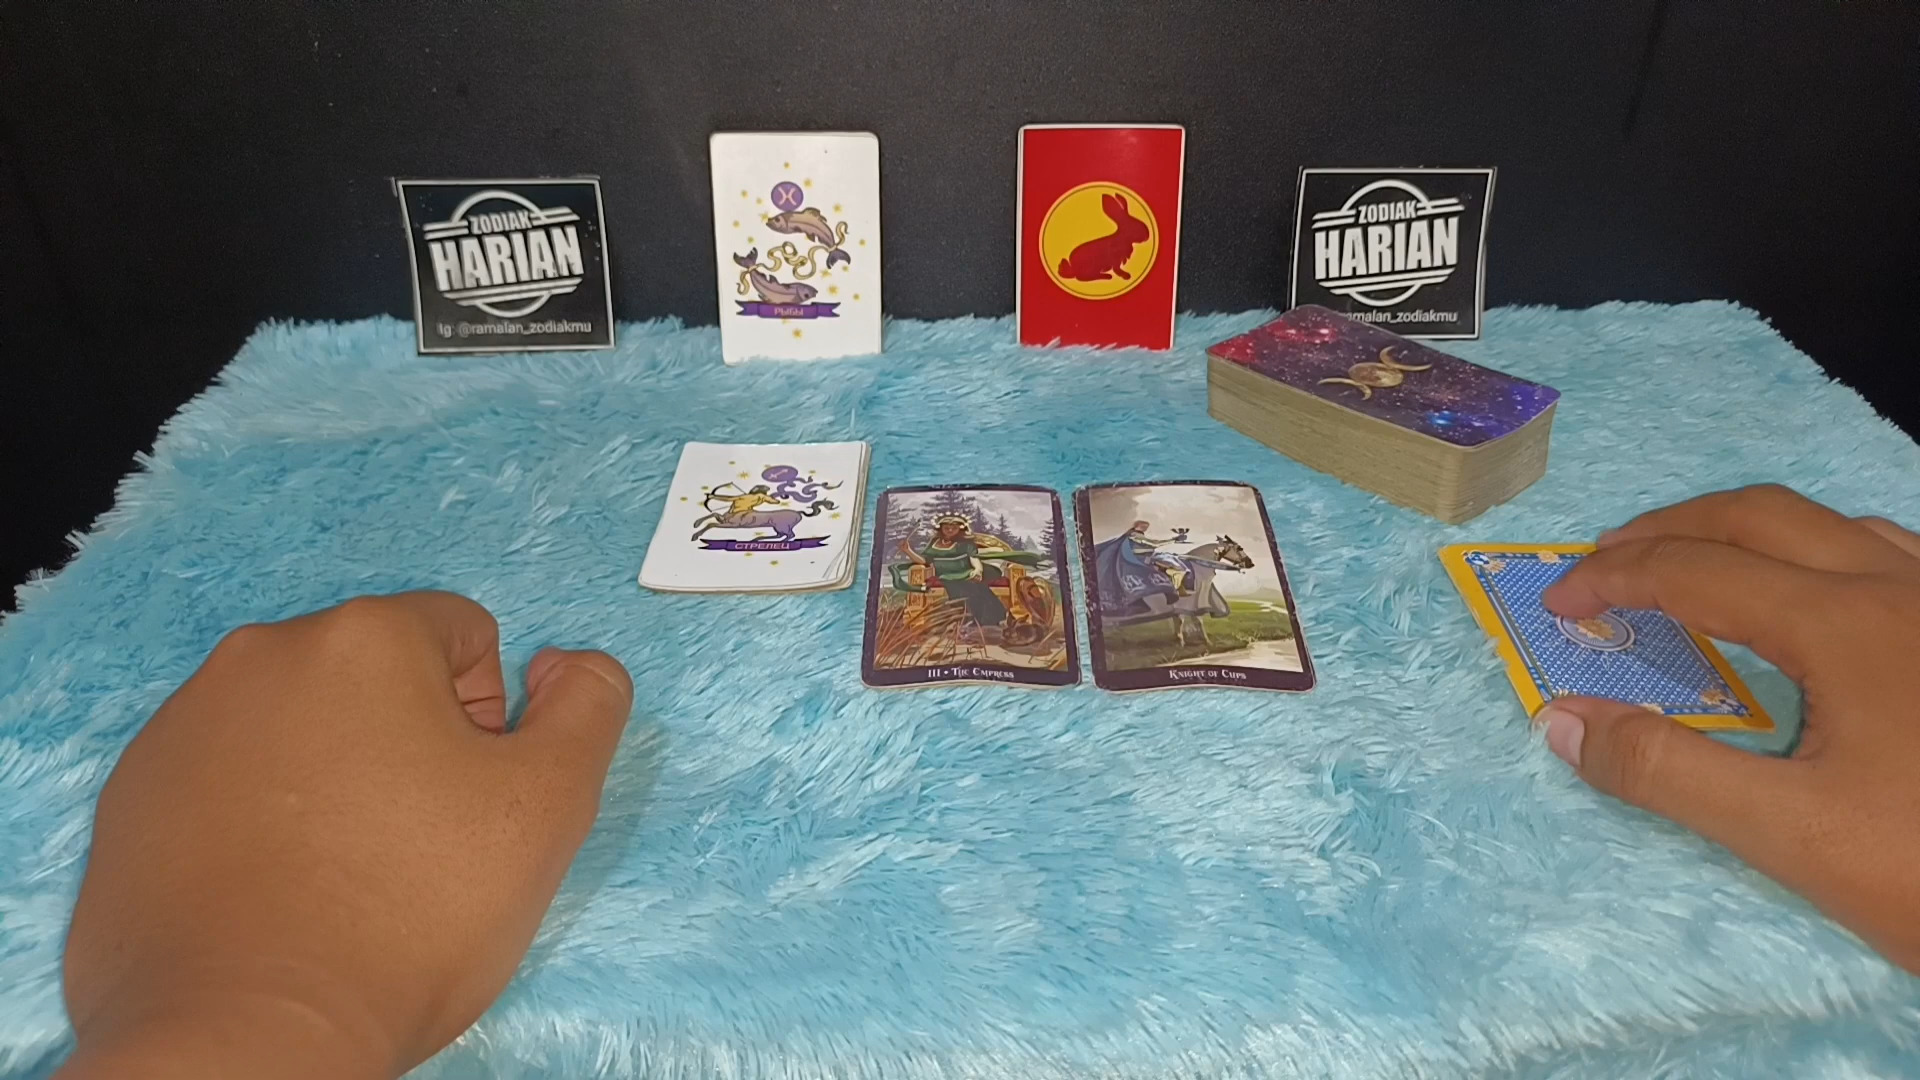 ZODIAK
HARIAN
Ig: @ramalan_zodiakmu
РЫБЫ
ZODIAK
HARIAN
ramalan_zodiakmu
СТРЕЛЕЦ
III • THE EMPRESS
KNIGHT OF CUPS